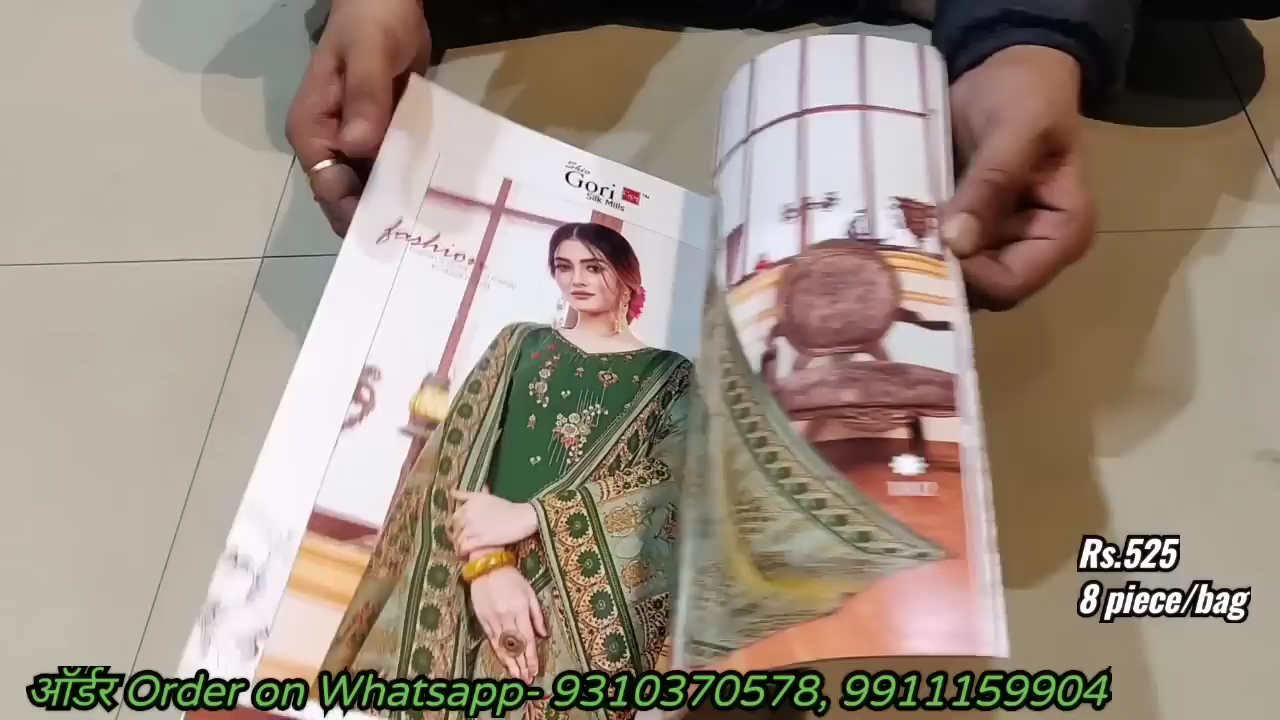 Shiv
Gori
Silk Mills
fashion
Rs.525
8 piece/bag
ऑर्डर Order on Whatsapp- 9310370578, 9911159904